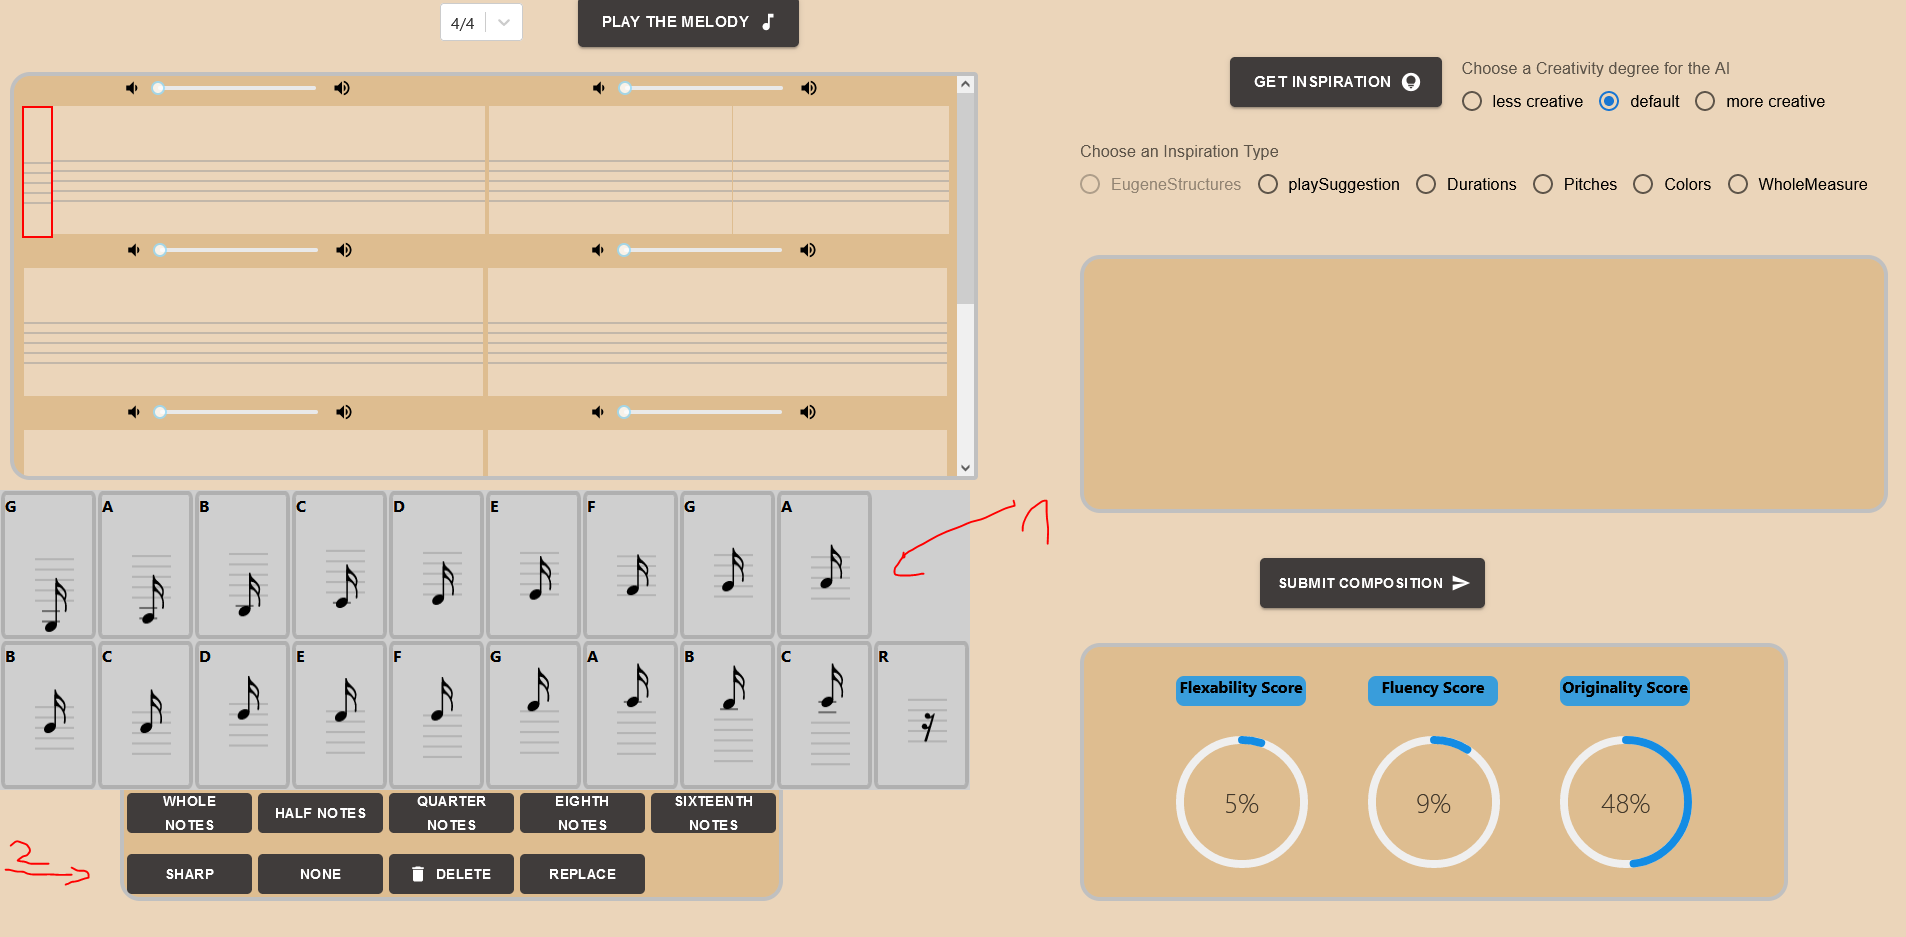 4/4
PLAY THE MELODY
GET INSPIRATION
Choose a Creativity degree for the AI
less creative default more creative
Choose an Inspiration Type
EugeneStructures playSuggestion Durations Pitches Colors WholeMeasure
G A B C D E F G A
1
B C D E F G A B C R
SUBMIT COMPOSITION
Flexability Score Fluency Score Originality Score
5% 9% 48%
WHOLE NOTES
HALF NOTES
QUARTER NOTES
EIGHTH NOTES
SIXTEENTH NOTES
2
SHARP NONE DELETE REPLACE